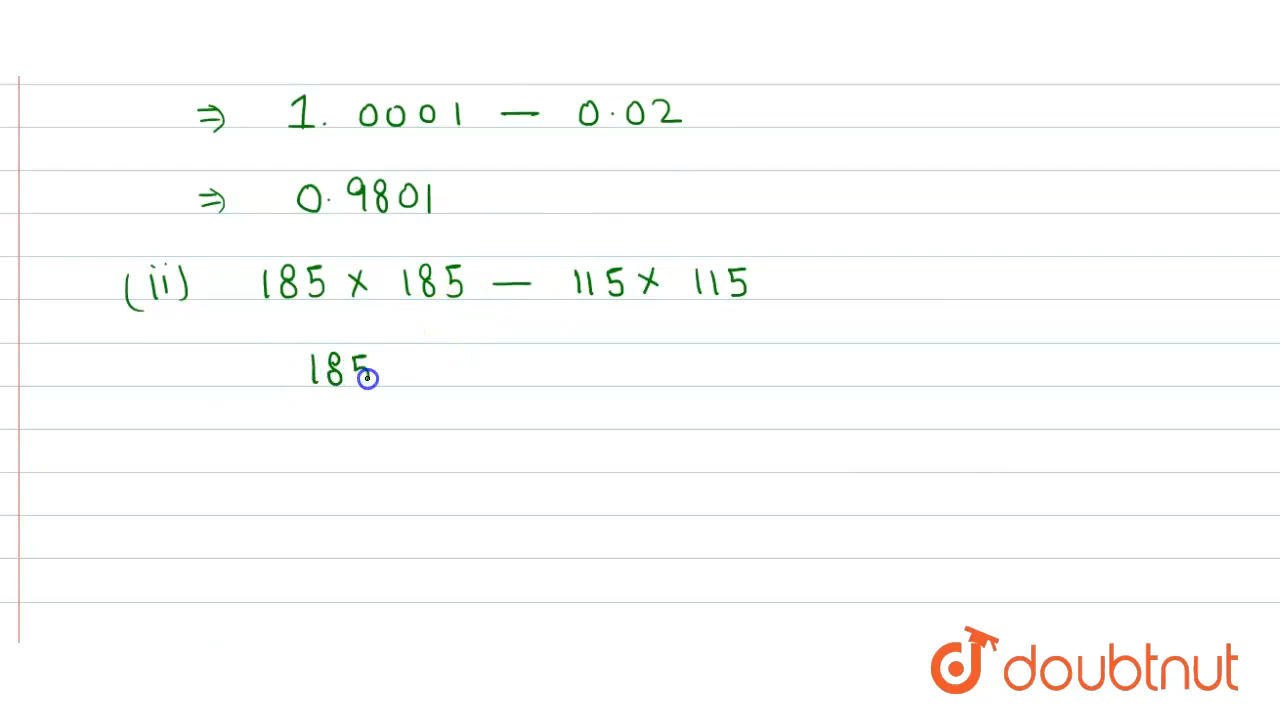 ⇒ 1.0001 — 0.02
⇒ 0.9801
(ii) 185 × 185 — 115 × 115
185
doubtnut